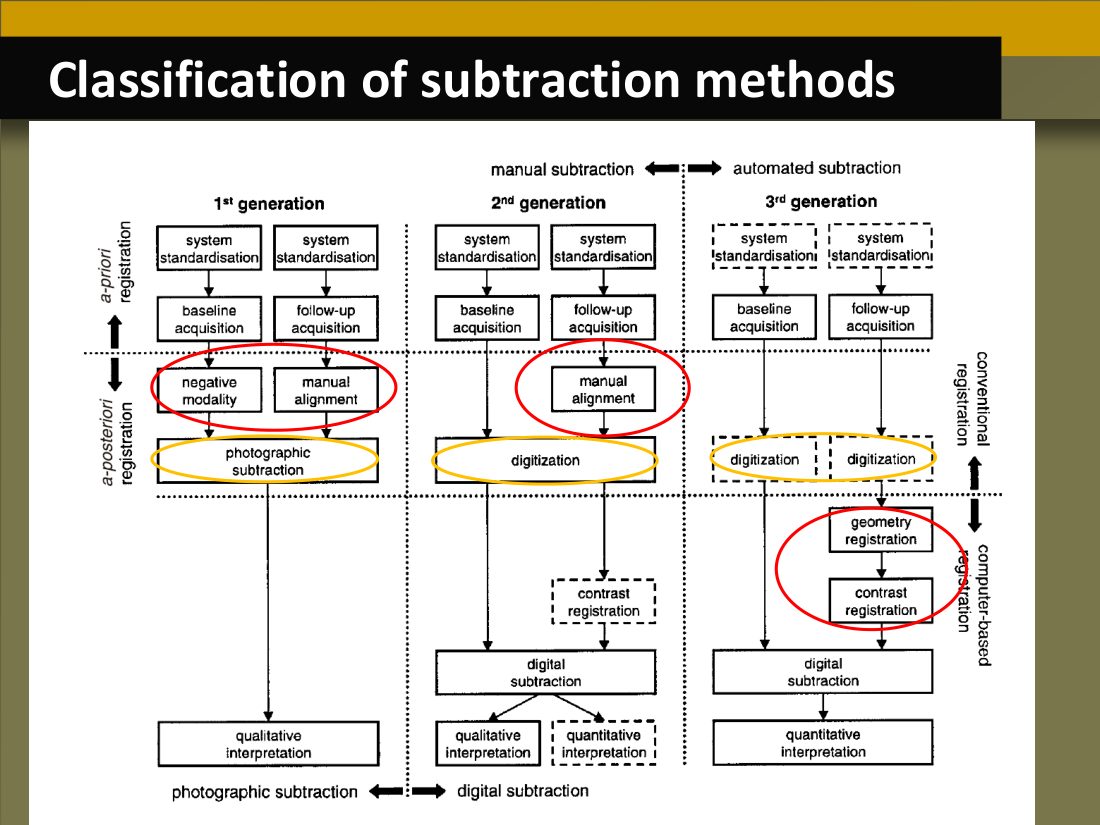 Classification of subtraction methods
manual subtraction
automated subtraction
1st generation
2nd generation
3rd generation
a-priori
registration
system
standardisation
system
standardisation
system
standardisation
system
standardisation
system
standardisation
system
standardisation
baseline
acquisition
follow-up
acquisition
baseline
acquisition
follow-up
acquisition
baseline
acquisition
follow-up
acquisition
a-posteriori
registration
negative
modality
manual
alignment
manual
alignment
conventional
registration
photographic
subtraction
digitization
digitization
digitization
geometry
registration
contrast
registration
contrast
registration
computer-based
registration
digital
subtraction
digital
subtraction
qualitative
interpretation
qualitative
interpretation
quantitative
interpretation
quantitative
interpretation
photographic subtraction
digital subtraction